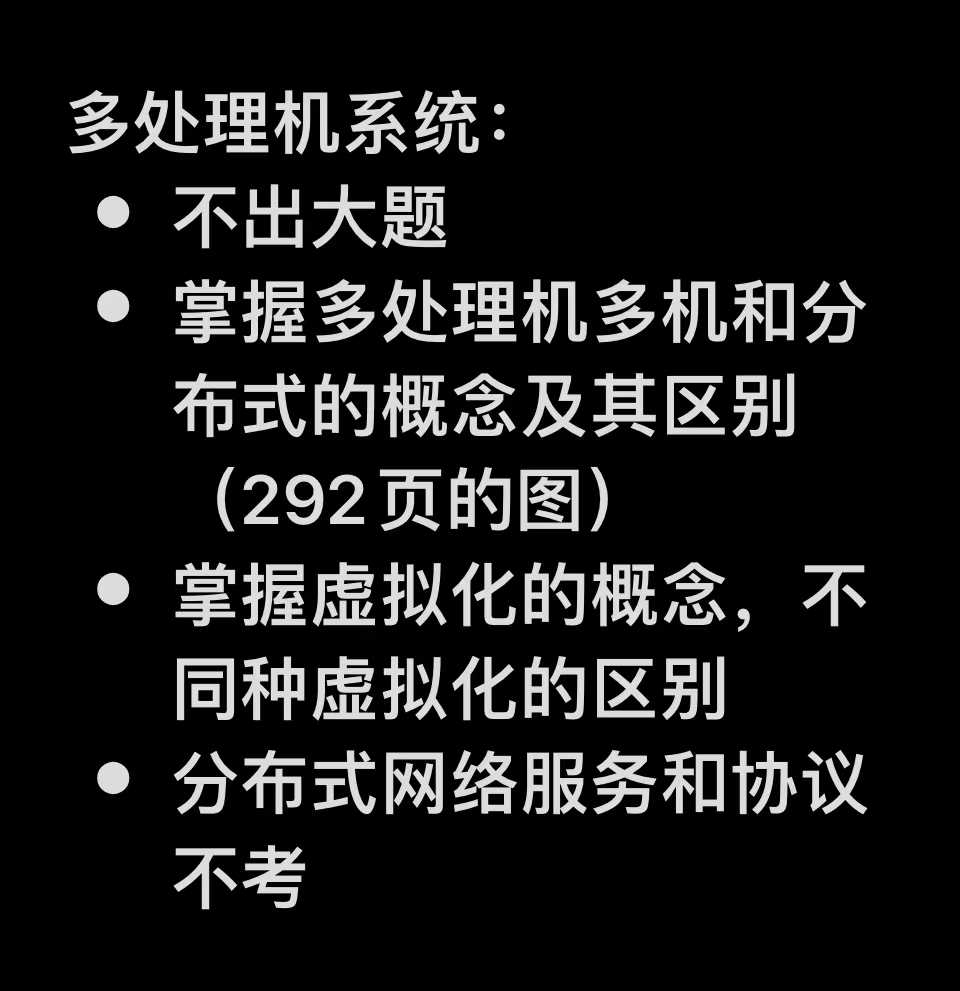 多处理机系统：
• 不出大题
• 掌握多处理机多机和分
布式的概念及其区别
（292页的图）
• 掌握虚拟化的概念，不
同种虚拟化的区别
• 分布式网络服务和协议
不考